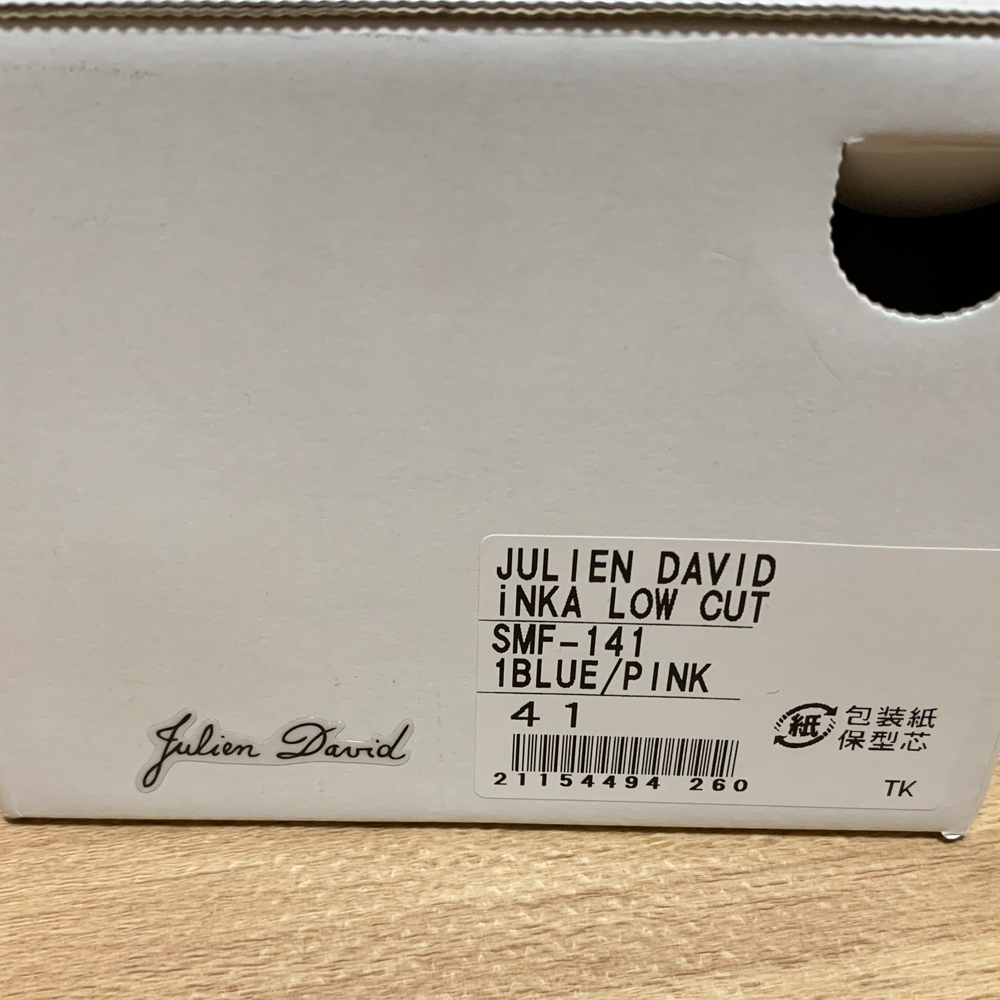 JULIEN DAVID
iNKA LOW CUT
SMF-141
1BLUE/PINK
41
21154494 260
紙 包装紙
保型芯
TK
Julien David